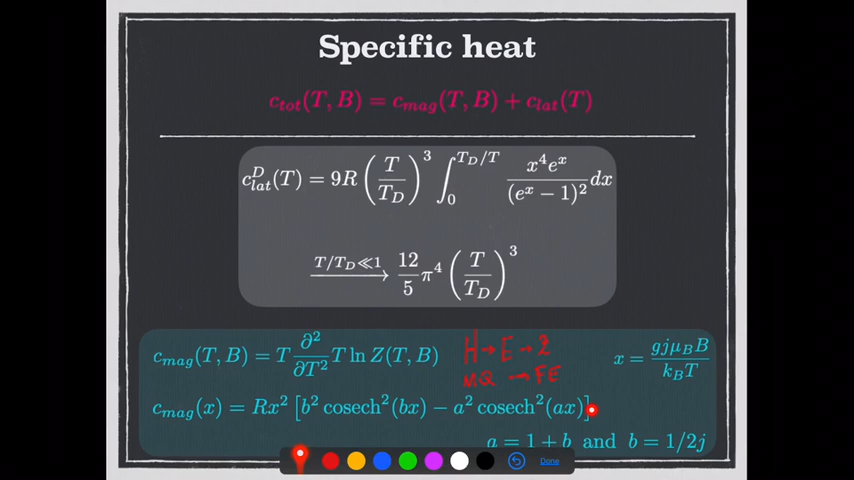 Specific heat
c_tot(T, B) = c_mag(T, B) + c_lat(T)
c^D_lat(T) = 9R (T/T_D)^3 ∫_0^{T_D/T} x^4 e^x / (e^x − 1)^2 dx
T/T_D≪1 → 12/5 π^4 (T/T_D)^3
c_mag(T, B) = T ∂^2/∂T^2 T ln Z(T, B) H → E → Z x = gjμ_B B / k_B T
MQ → FE
c_mag(x) = Rx^2 [b^2 cosech^2(bx) − a^2 cosech^2(ax)]
a = 1 + b and b = 1/2j
Done